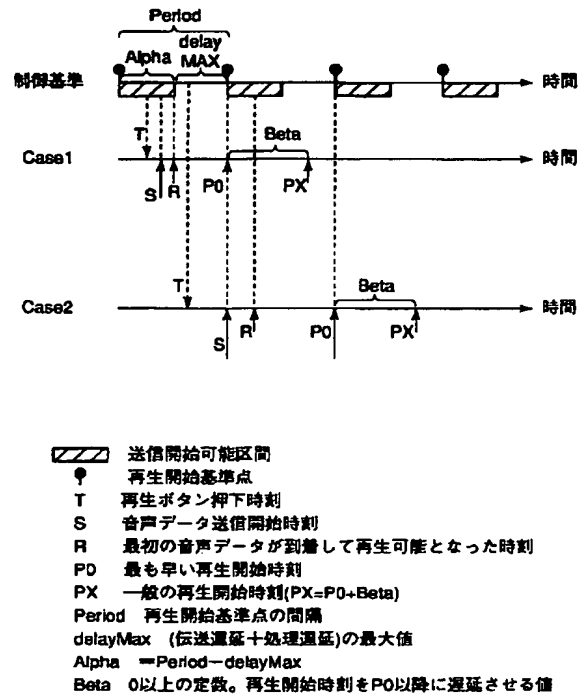 Period
Alpha delay MAX
制御基準 時間
T Beta
Case1 時間
S R P0 PX
T Beta
Case2 時間
S R P0 PX
送信開始可能区間
再生開始基準点
T 再生ボタン押下時刻
S 音声データ送信開始時刻
R 最初の音声データが到着して再生可能となった時刻
P0 最も早い再生開始時刻
PX 一般の再生開始時刻(PX=P0+Beta)
Period 再生開始基準点の間隔
delayMax (伝送遅延+処理遅延)の最大値
Alpha =Period-delayMax
Beta 0以上の定数。再生開始時刻をP0以降に遅延させる値